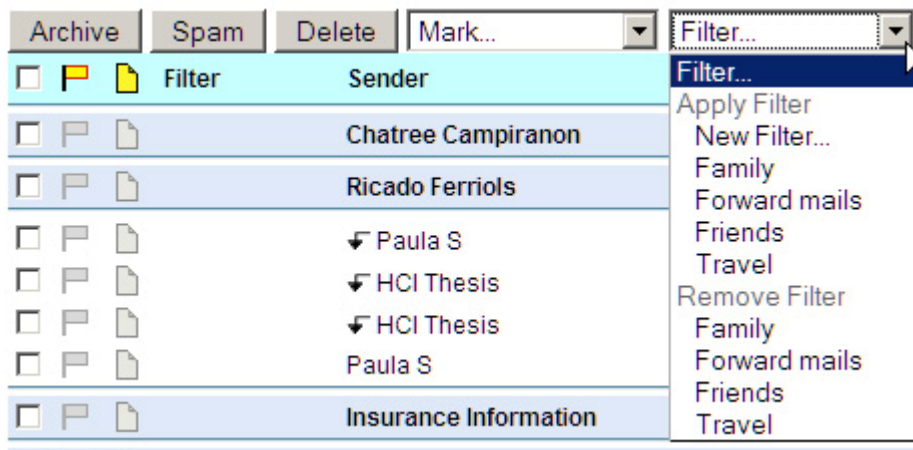 Archive Spam Delete Mark... Filter...
Filter Sender
Chatree Campiranon
Ricado Ferriols
Paula S
HCI Thesis
HCI Thesis
Paula S
Insurance Information
Filter...
Apply Filter
New Filter...
Family
Forward mails
Friends
Travel
Remove Filter
Family
Forward mails
Friends
Travel